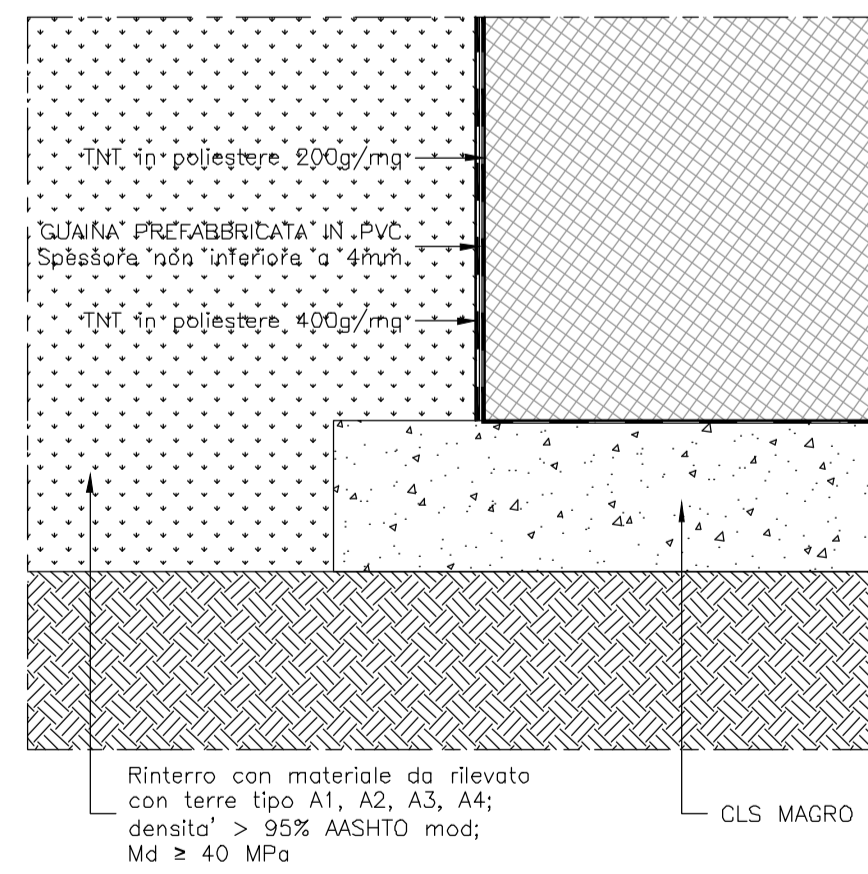 TNT in poliestere 200g/mq
GUAINA PREFABBRICATA IN PVC
Spessore non inferiore a 4mm
TNT in poliestere 400g/mq
Rinterro con materiale da rilevato
con terre tipo A1, A2, A3, A4;
densita' > 95% AASHTO mod;
Md ≥ 40 MPa
CLS MAGRO